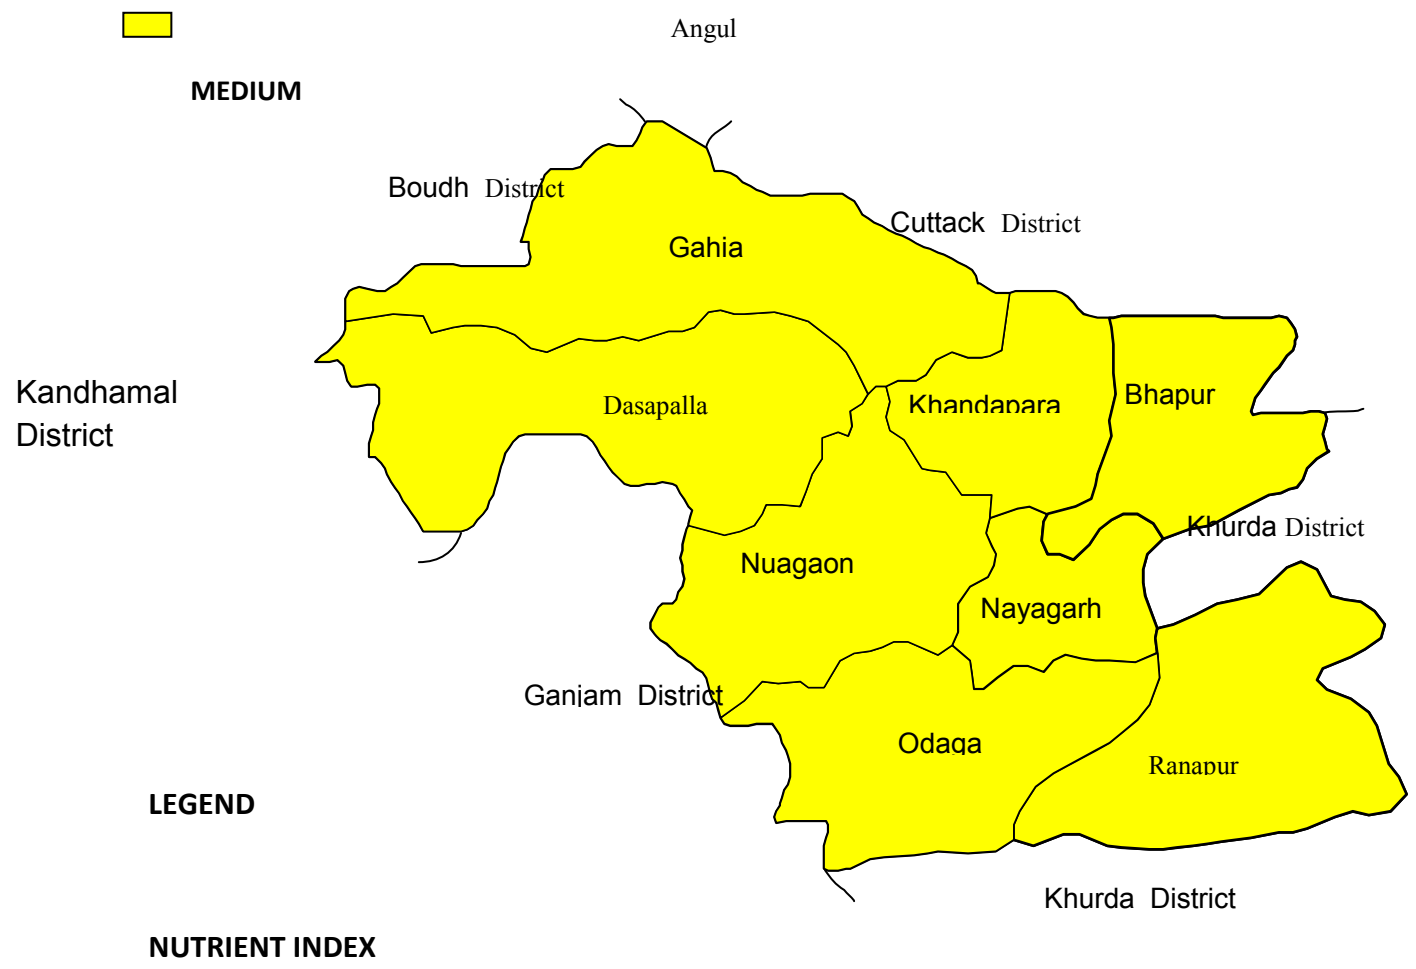 Angul
MEDIUM
Boudh District
Cuttack District
Gahia
Kandhamal
District
Dasapalla
Khandapara
Bhapur
Khurda District
Nuagaon
Nayagarh
Ganjam District
Odaga
Ranapur
LEGEND
Khurda District
NUTRIENT INDEX